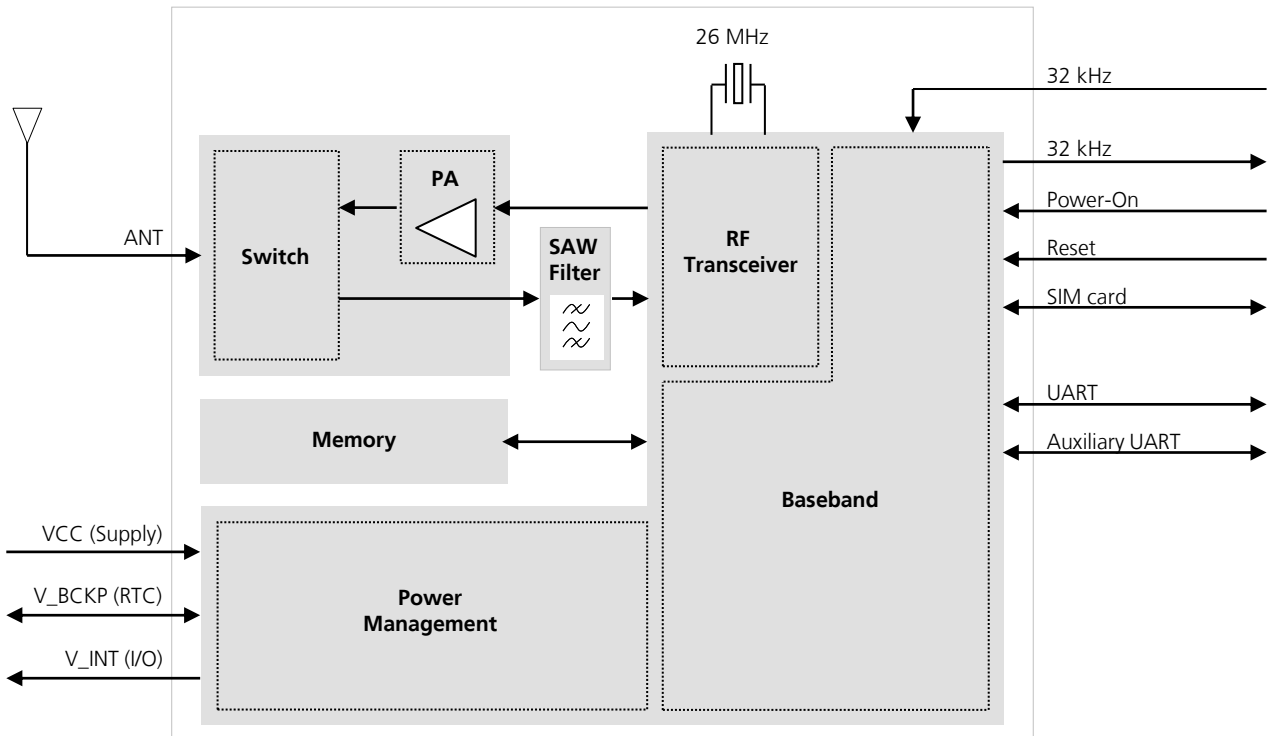 26 MHz
32 kHz
32 kHz
Power-On
Reset
SIM card
UART
Auxiliary UART
ANT
Switch
PA
SAW
Filter
RF
Transceiver
Memory
Baseband
VCC (Supply)
V_BCKP (RTC)
V_INT (I/O)
Power
Management